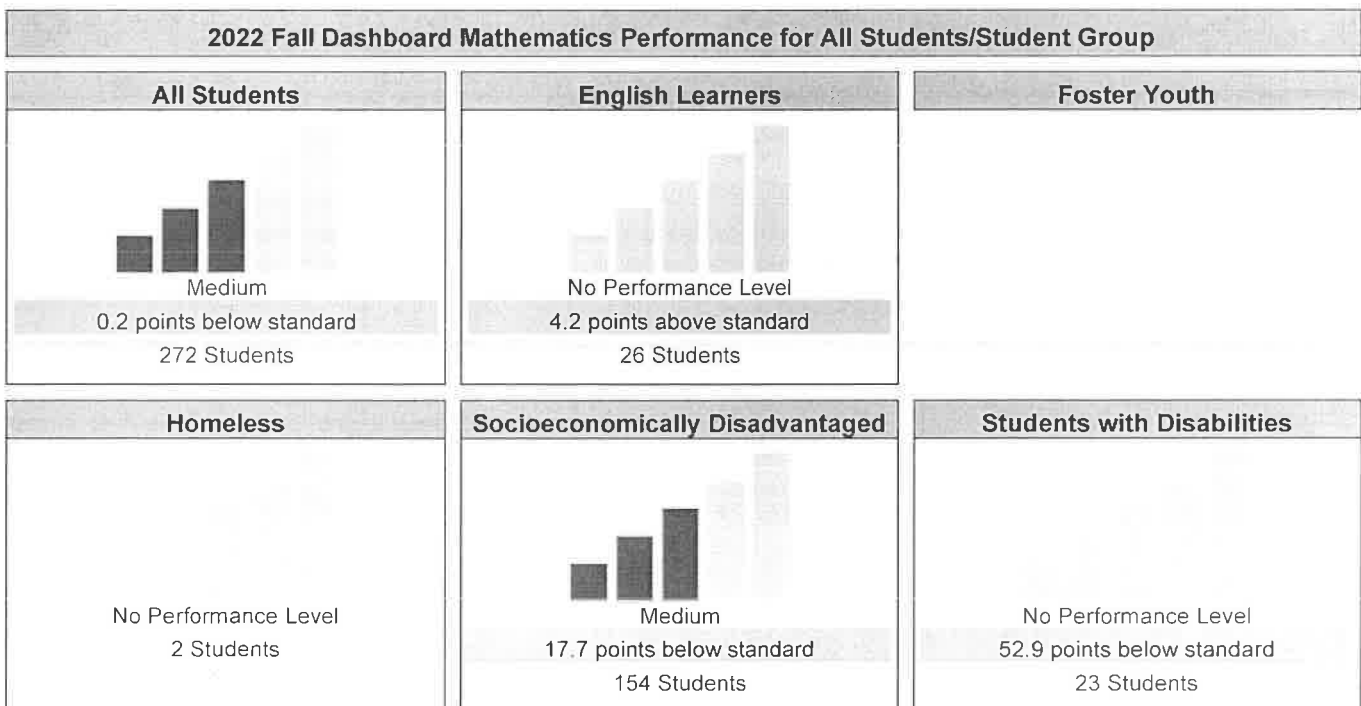 2022 Fall Dashboard Mathematics Performance for All Students/Student Group
All Students
Medium
0.2 points below standard
272 Students
English Learners
No Performance Level
4.2 points above standard
26 Students
Foster Youth
Homeless
No Performance Level
2 Students
Socioeconomically Disadvantaged
Medium
17.7 points below standard
154 Students
Students with Disabilities
No Performance Level
52.9 points below standard
23 Students